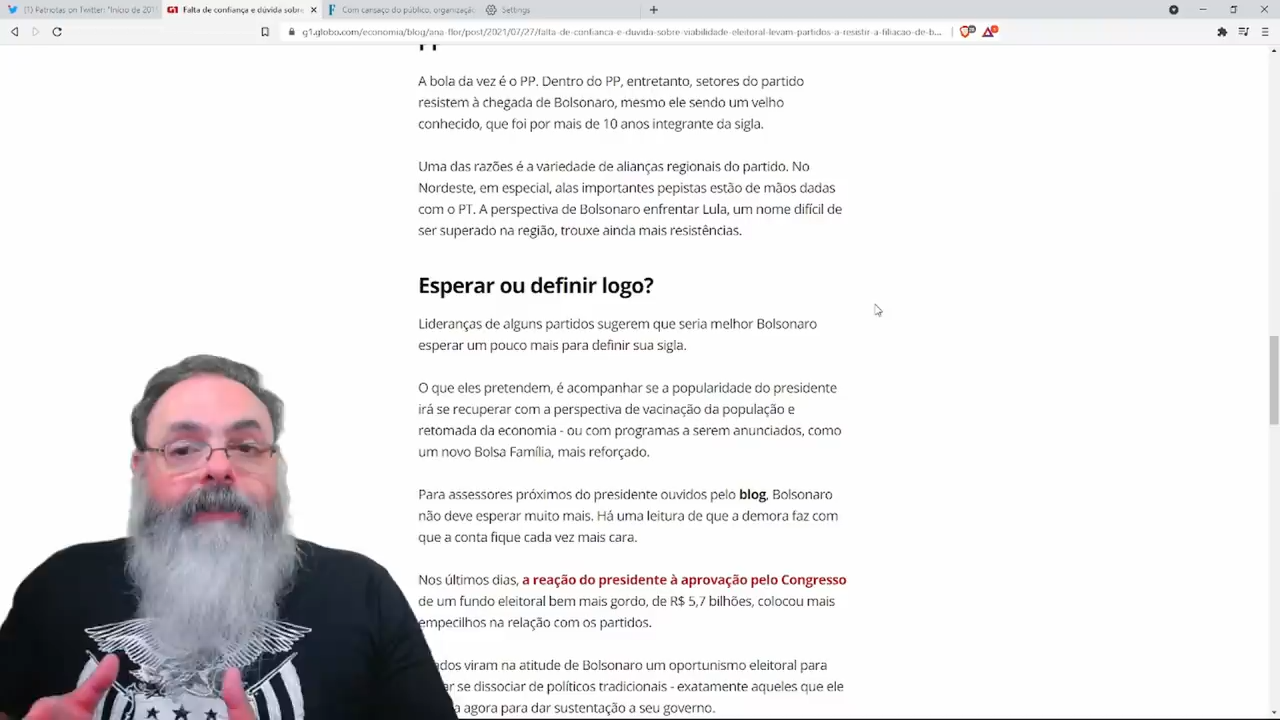 (1) Patriotas on Twitter: "Início de 201
G1 Falta de confiança e dúvida sobre
Com cansaço do público, organização
Settings
g1.globo.com/economia/blog/ana-flor/post/2021/07/27/falta-de-confianca-e-duvida-sobre-viabilidade-eleitoral-levam-partidos-a-resistir-a-filiacao-de-b...
A bola da vez é o PP. Dentro do PP, entretanto, setores do partido
resistem à chegada de Bolsonaro, mesmo ele sendo um velho
conhecido, que foi por mais de 10 anos integrante da sigla.
Uma das razões é a variedade de alianças regionais do partido. No
Nordeste, em especial, alas importantes pepistas estão de mãos dadas
com o PT. A perspectiva de Bolsonaro enfrentar Lula, um nome difícil de
ser superado na região, trouxe ainda mais resistências.
Esperar ou definir logo?
Lideranças de alguns partidos sugerem que seria melhor Bolsonaro
esperar um pouco mais para definir sua sigla.
O que eles pretendem, é acompanhar se a popularidade do presidente
irá se recuperar com a perspectiva de vacinação da população e
retomada da economia - ou com programas a serem anunciados, como
um novo Bolsa Família, mais reforçado.
Para assessores próximos do presidente ouvidos pelo blog, Bolsonaro
não deve esperar muito mais. Há uma leitura de que a demora faz com
que a conta fique cada vez mais cara.
Nos últimos dias, a reação do presidente à aprovação pelo Congresso
de um fundo eleitoral bem mais gordo, de R$ 5,7 bilhões, colocou mais
empecilhos na relação com os partidos.
viram na atitude de Bolsonaro um oportunismo eleitoral para
se dissociar de políticos tradicionais - exatamente aqueles que ele
agora para dar sustentação a seu governo.